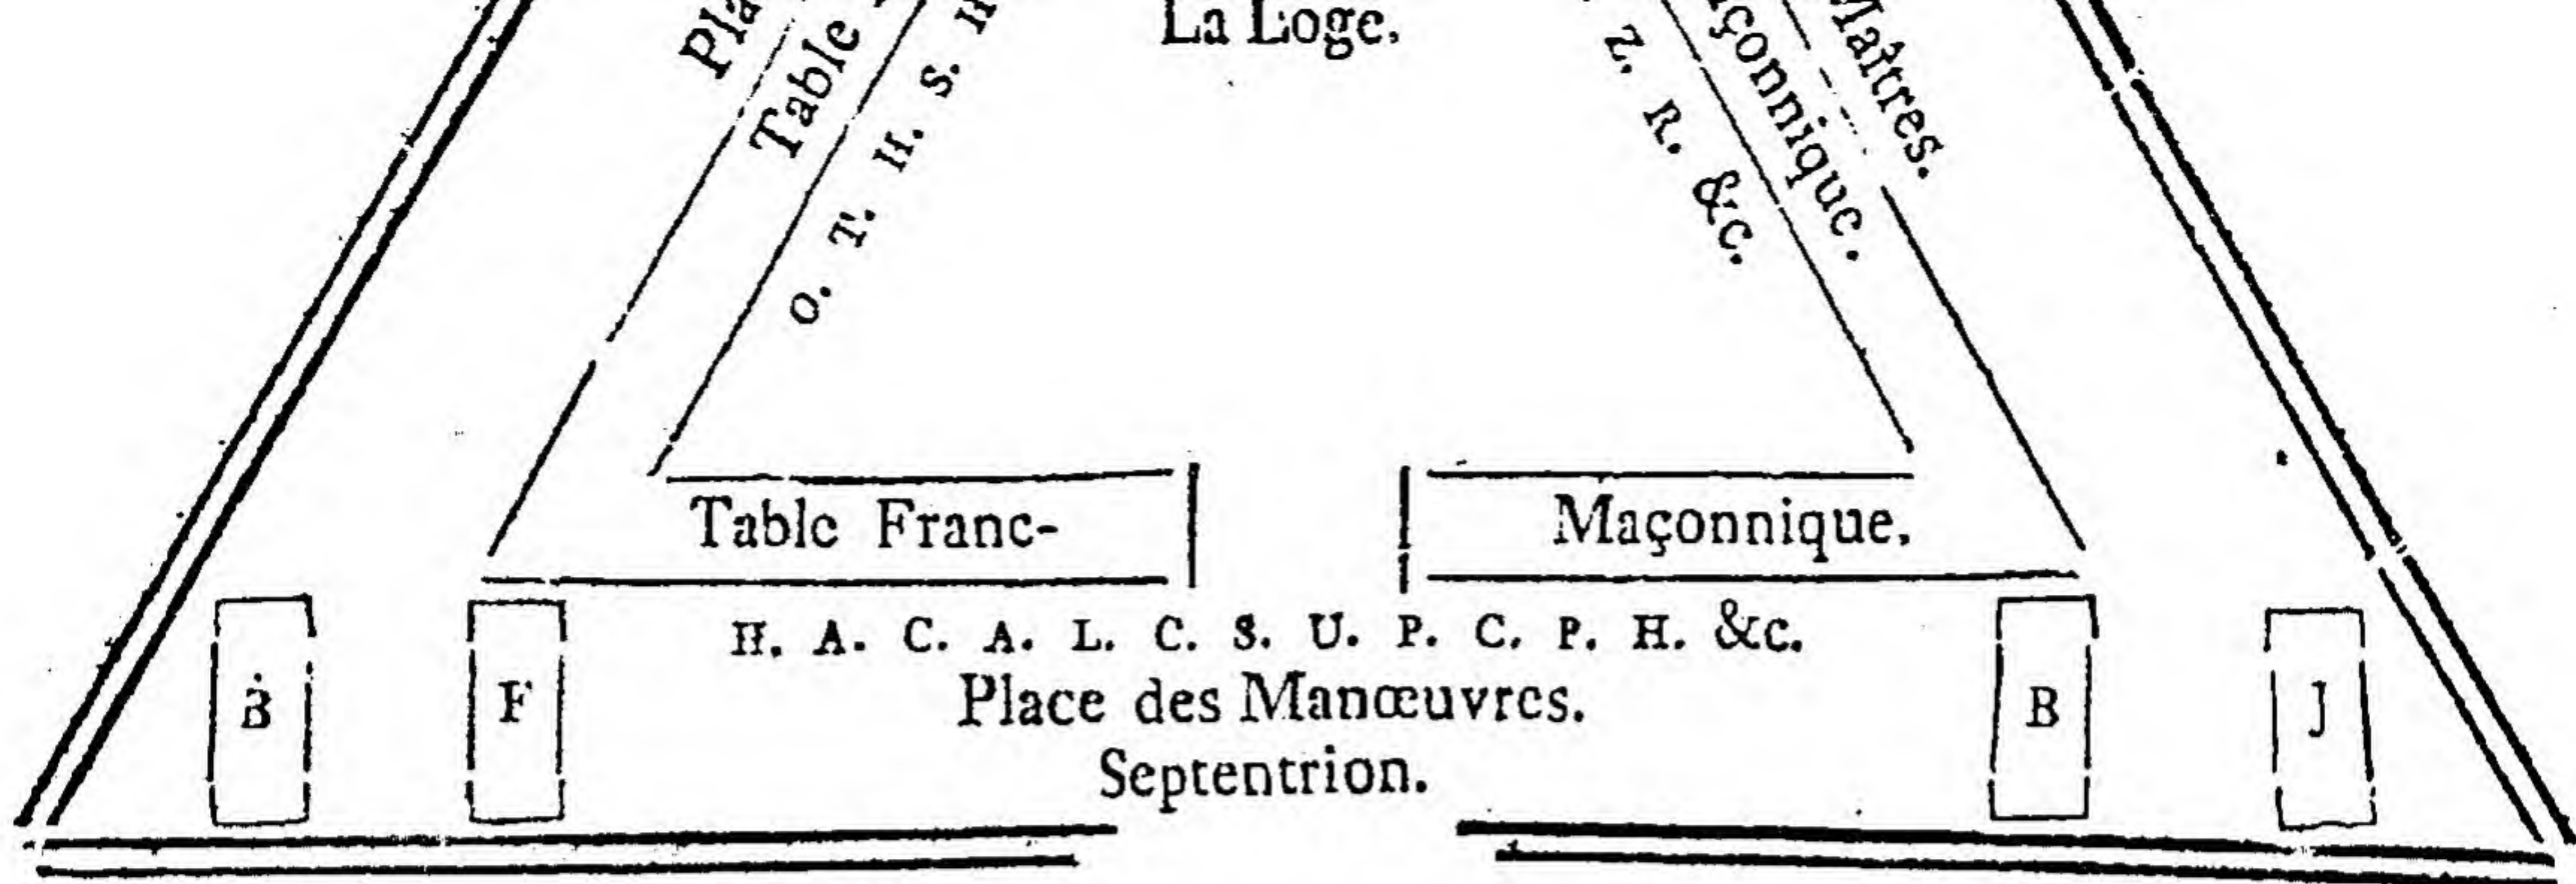 La Loge.
Table
O. T. H. S.
Z. R. &c.
çonnique.
Maîtres.
Table Franc-
Maçonnique.
H. A. C. A. L. C. S. U. P. C. P. H. &c.
B
F
Place des Manœuvres.
B
J
Septentrion.